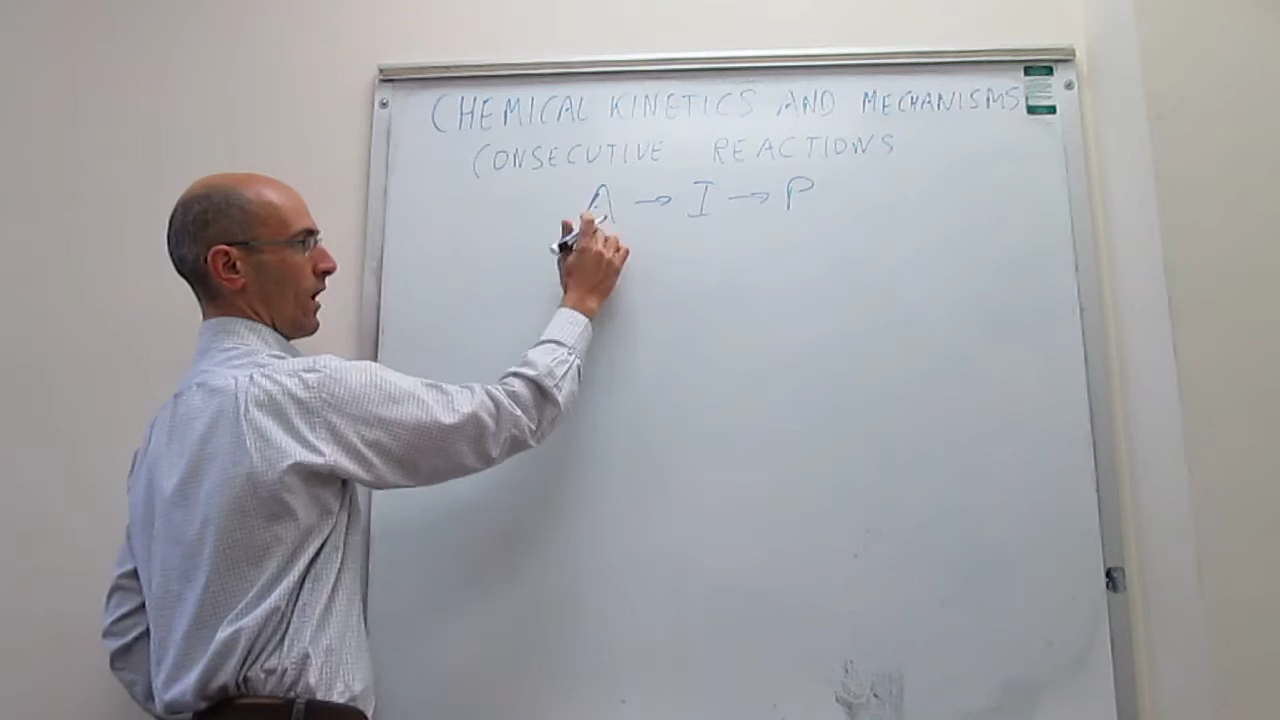 CHEMICAL KINETICS AND MECHANISMS
CONSECUTIVE REACTIONS
A → I → P